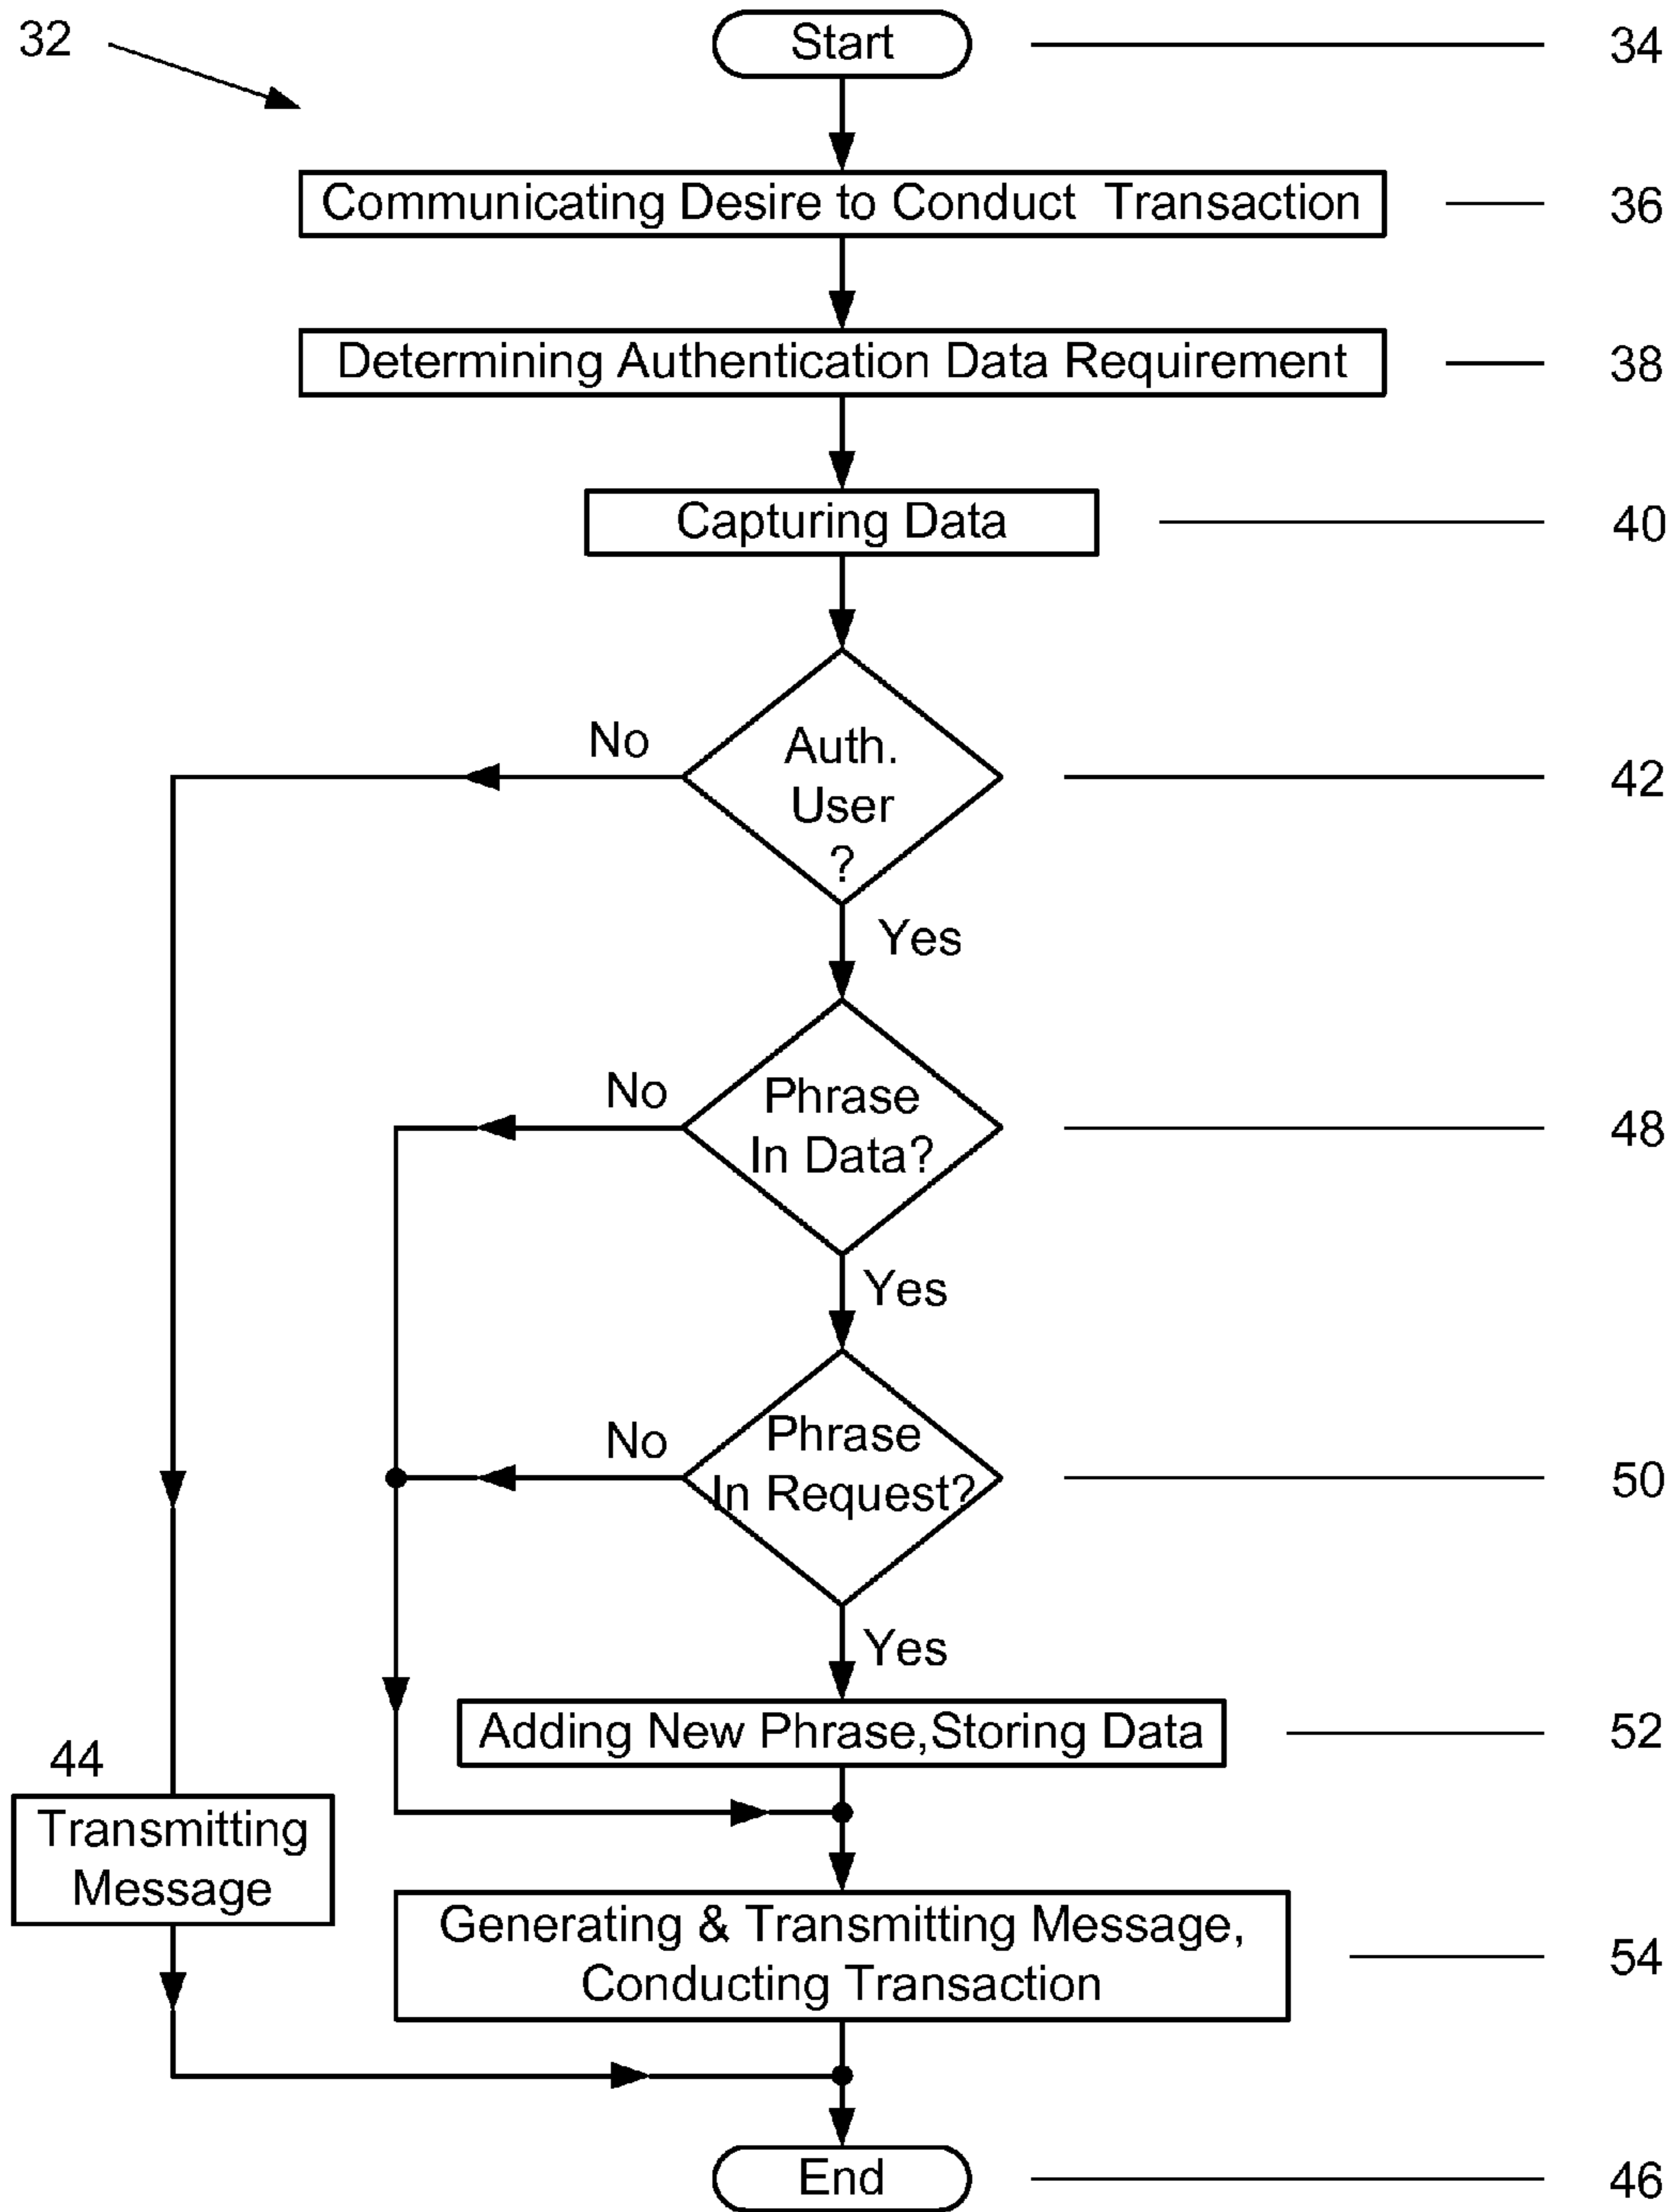 32
Start
34
Communicating Desire to Conduct Transaction
36
Determining Authentication Data Requirement
38
Capturing Data
40
No
Auth.
User
?
42
Yes
No
Phrase
In Data?
48
Yes
No
Phrase
In Request?
50
Yes
Adding New Phrase,Storing Data
52
44
Transmitting
Message
Generating & Transmitting Message,
Conducting Transaction
54
End
46